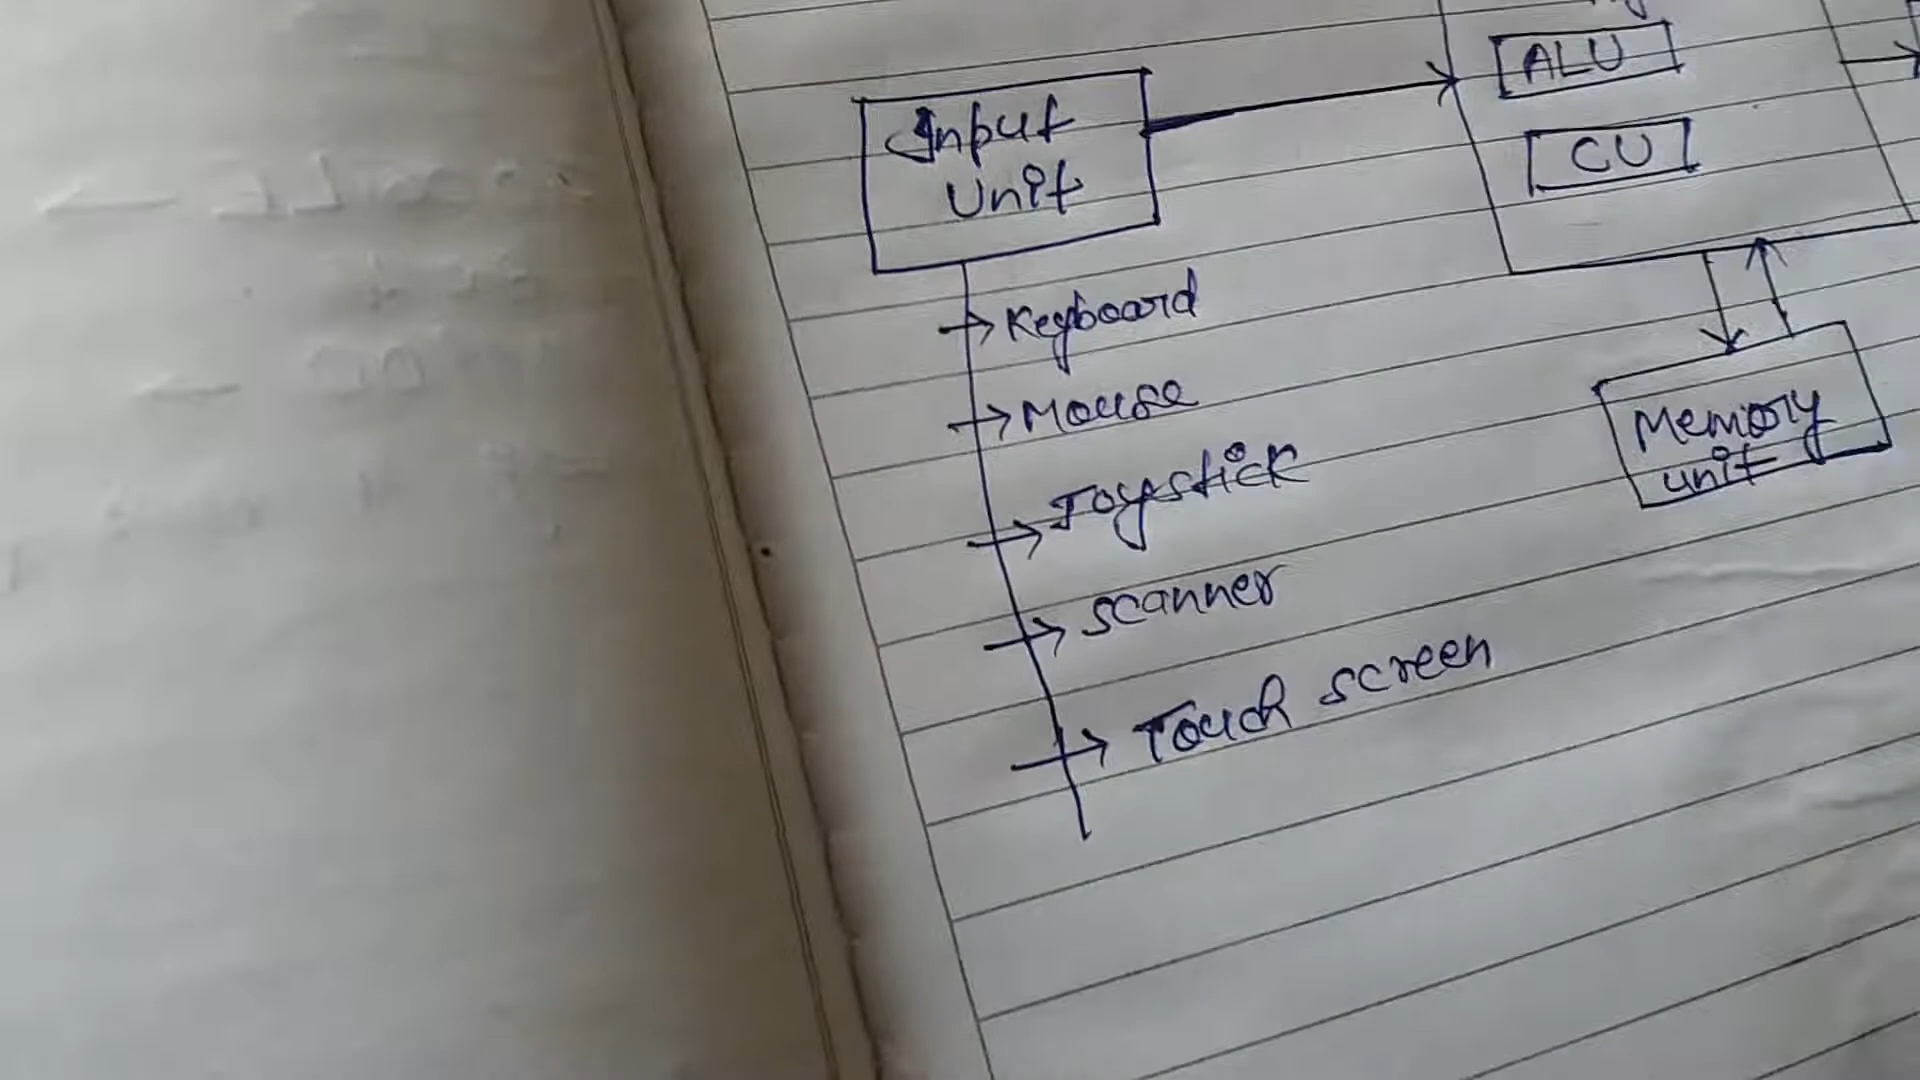 Input
Unit
ALU
CU
Keyboard
Mouse
Joystick
Scanner
Touch screen
Memory
unit